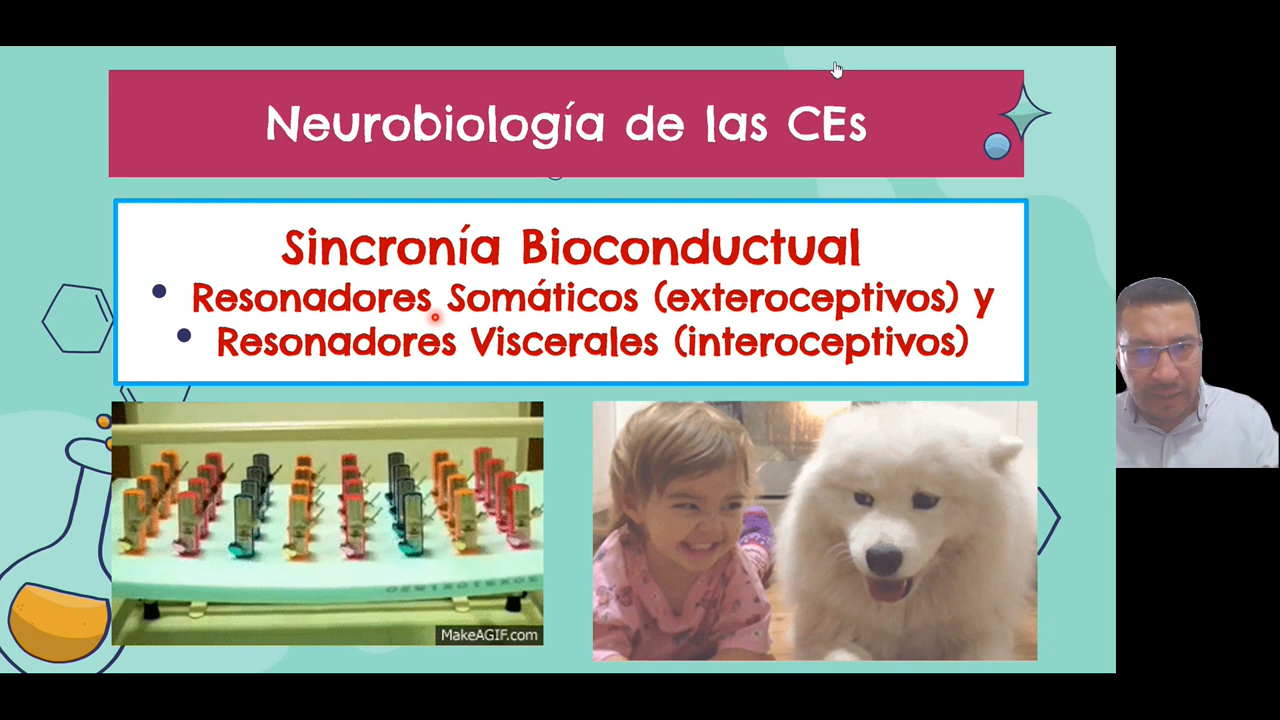 Neurobiología de las CEs
Sincronía Bioconductual
• Resonadores Somáticos (exteroceptivos) y
• Resonadores Viscerales (interoceptivos)
MakeAGIF.com